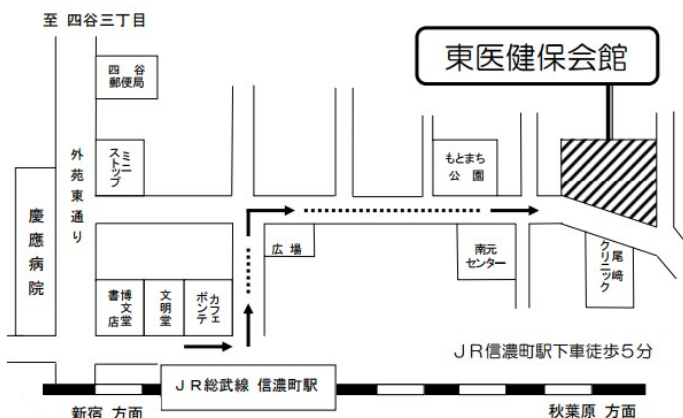 至 四谷三丁目
四 谷
郵便局
東医健保会館
ミニ
ストップ
外苑東通り
もとまち
公 園
慶應病院
広 場
南元
センター
尾﨑
クリニック
博文堂
書店
文明堂
カフェ
ボンテ
JR信濃町駅下車徒歩5分
JR総武線 信濃町駅
新宿 方面
秋葉原 方面